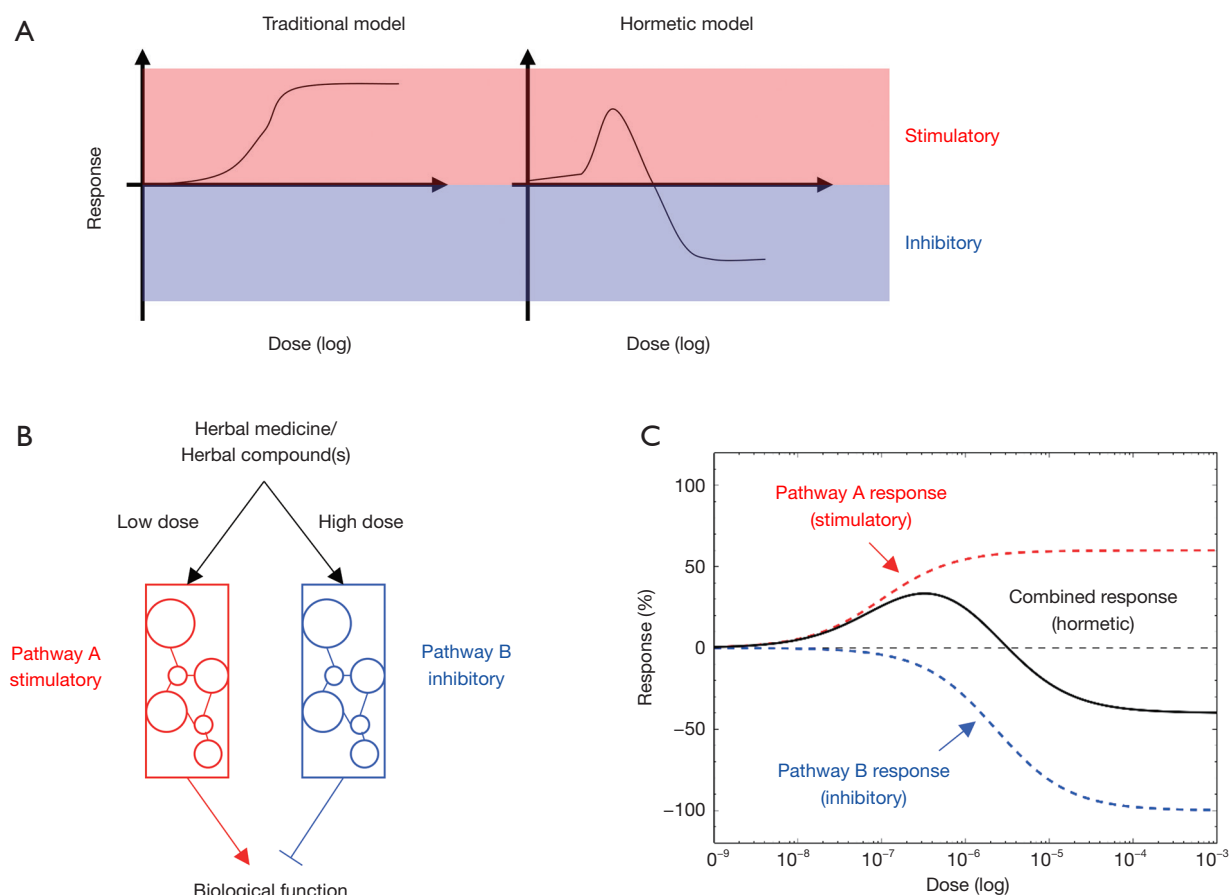 A
Traditional model
Hormetic model
Response
Stimulatory
Inhibitory
Dose (log)
Dose (log)
B
Herbal medicine/
Herbal compound(s)
Low dose
High dose
Pathway A
stimulatory
Pathway B
inhibitory
Biological function
C
Response (%)
100
50
0
−50
−100
Pathway A response
(stimulatory)
Combined response
(hormetic)
Pathway B response
(inhibitory)
0⁻⁹
10⁻⁸
10⁻⁷
10⁻⁶
10⁻⁵
10⁻⁴
10⁻³
Dose (log)